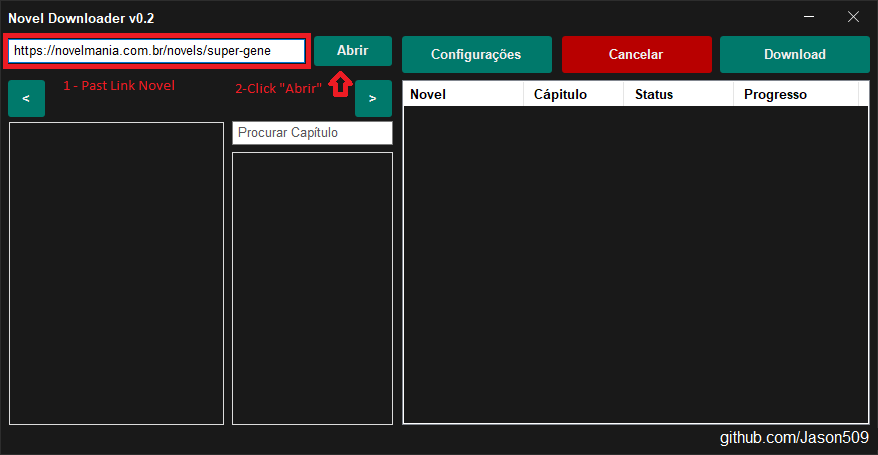 Novel Downloader v0.2
https://novelmania.com.br/novels/super-gene
Abrir
Configurações
Cancelar
Download
<
1 - Past Link Novel
2-Click "Abrir"
>
Procurar Capítulo
Novel Cápitulo Status Progresso
github.com/Jason509